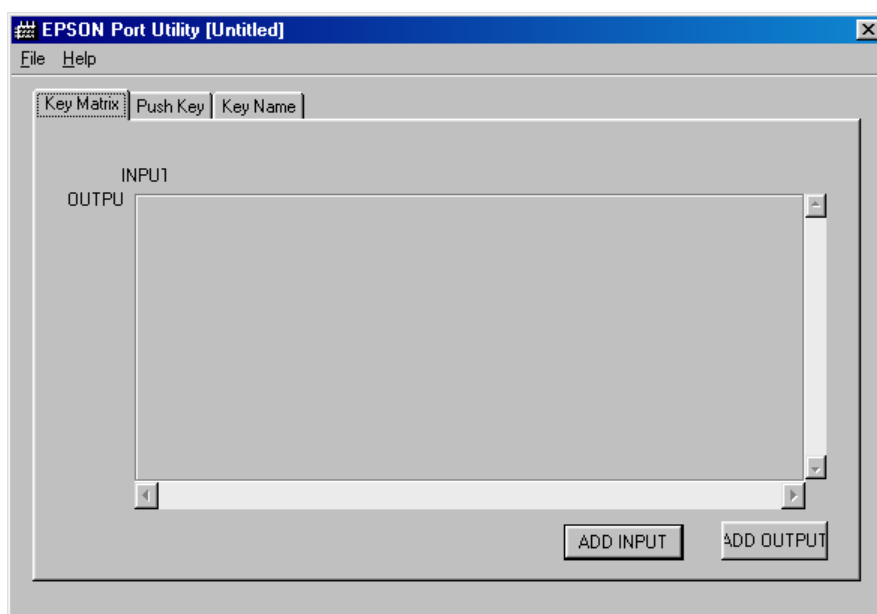 EPSON Port Utility [Untitled]
File Help
Key Matrix Push Key Key Name
INPUT
OUTPU
ADD INPUT ADD OUTPUT